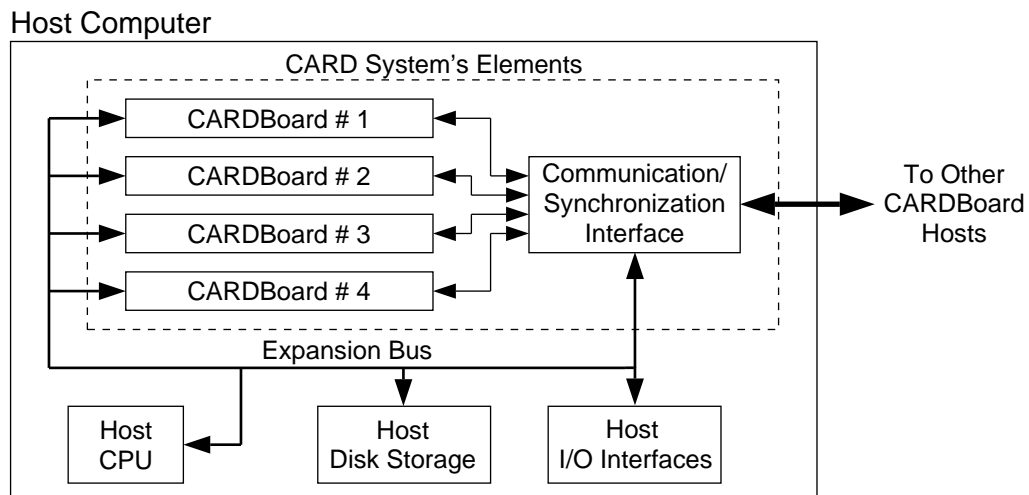 Host Computer
CARD System's Elements
CARDBoard # 1
CARDBoard # 2
CARDBoard # 3
CARDBoard # 4
Communication/
Synchronization
Interface
To Other
CARDBoard
Hosts
Expansion Bus
Host
CPU
Host
Disk Storage
Host
I/O Interfaces